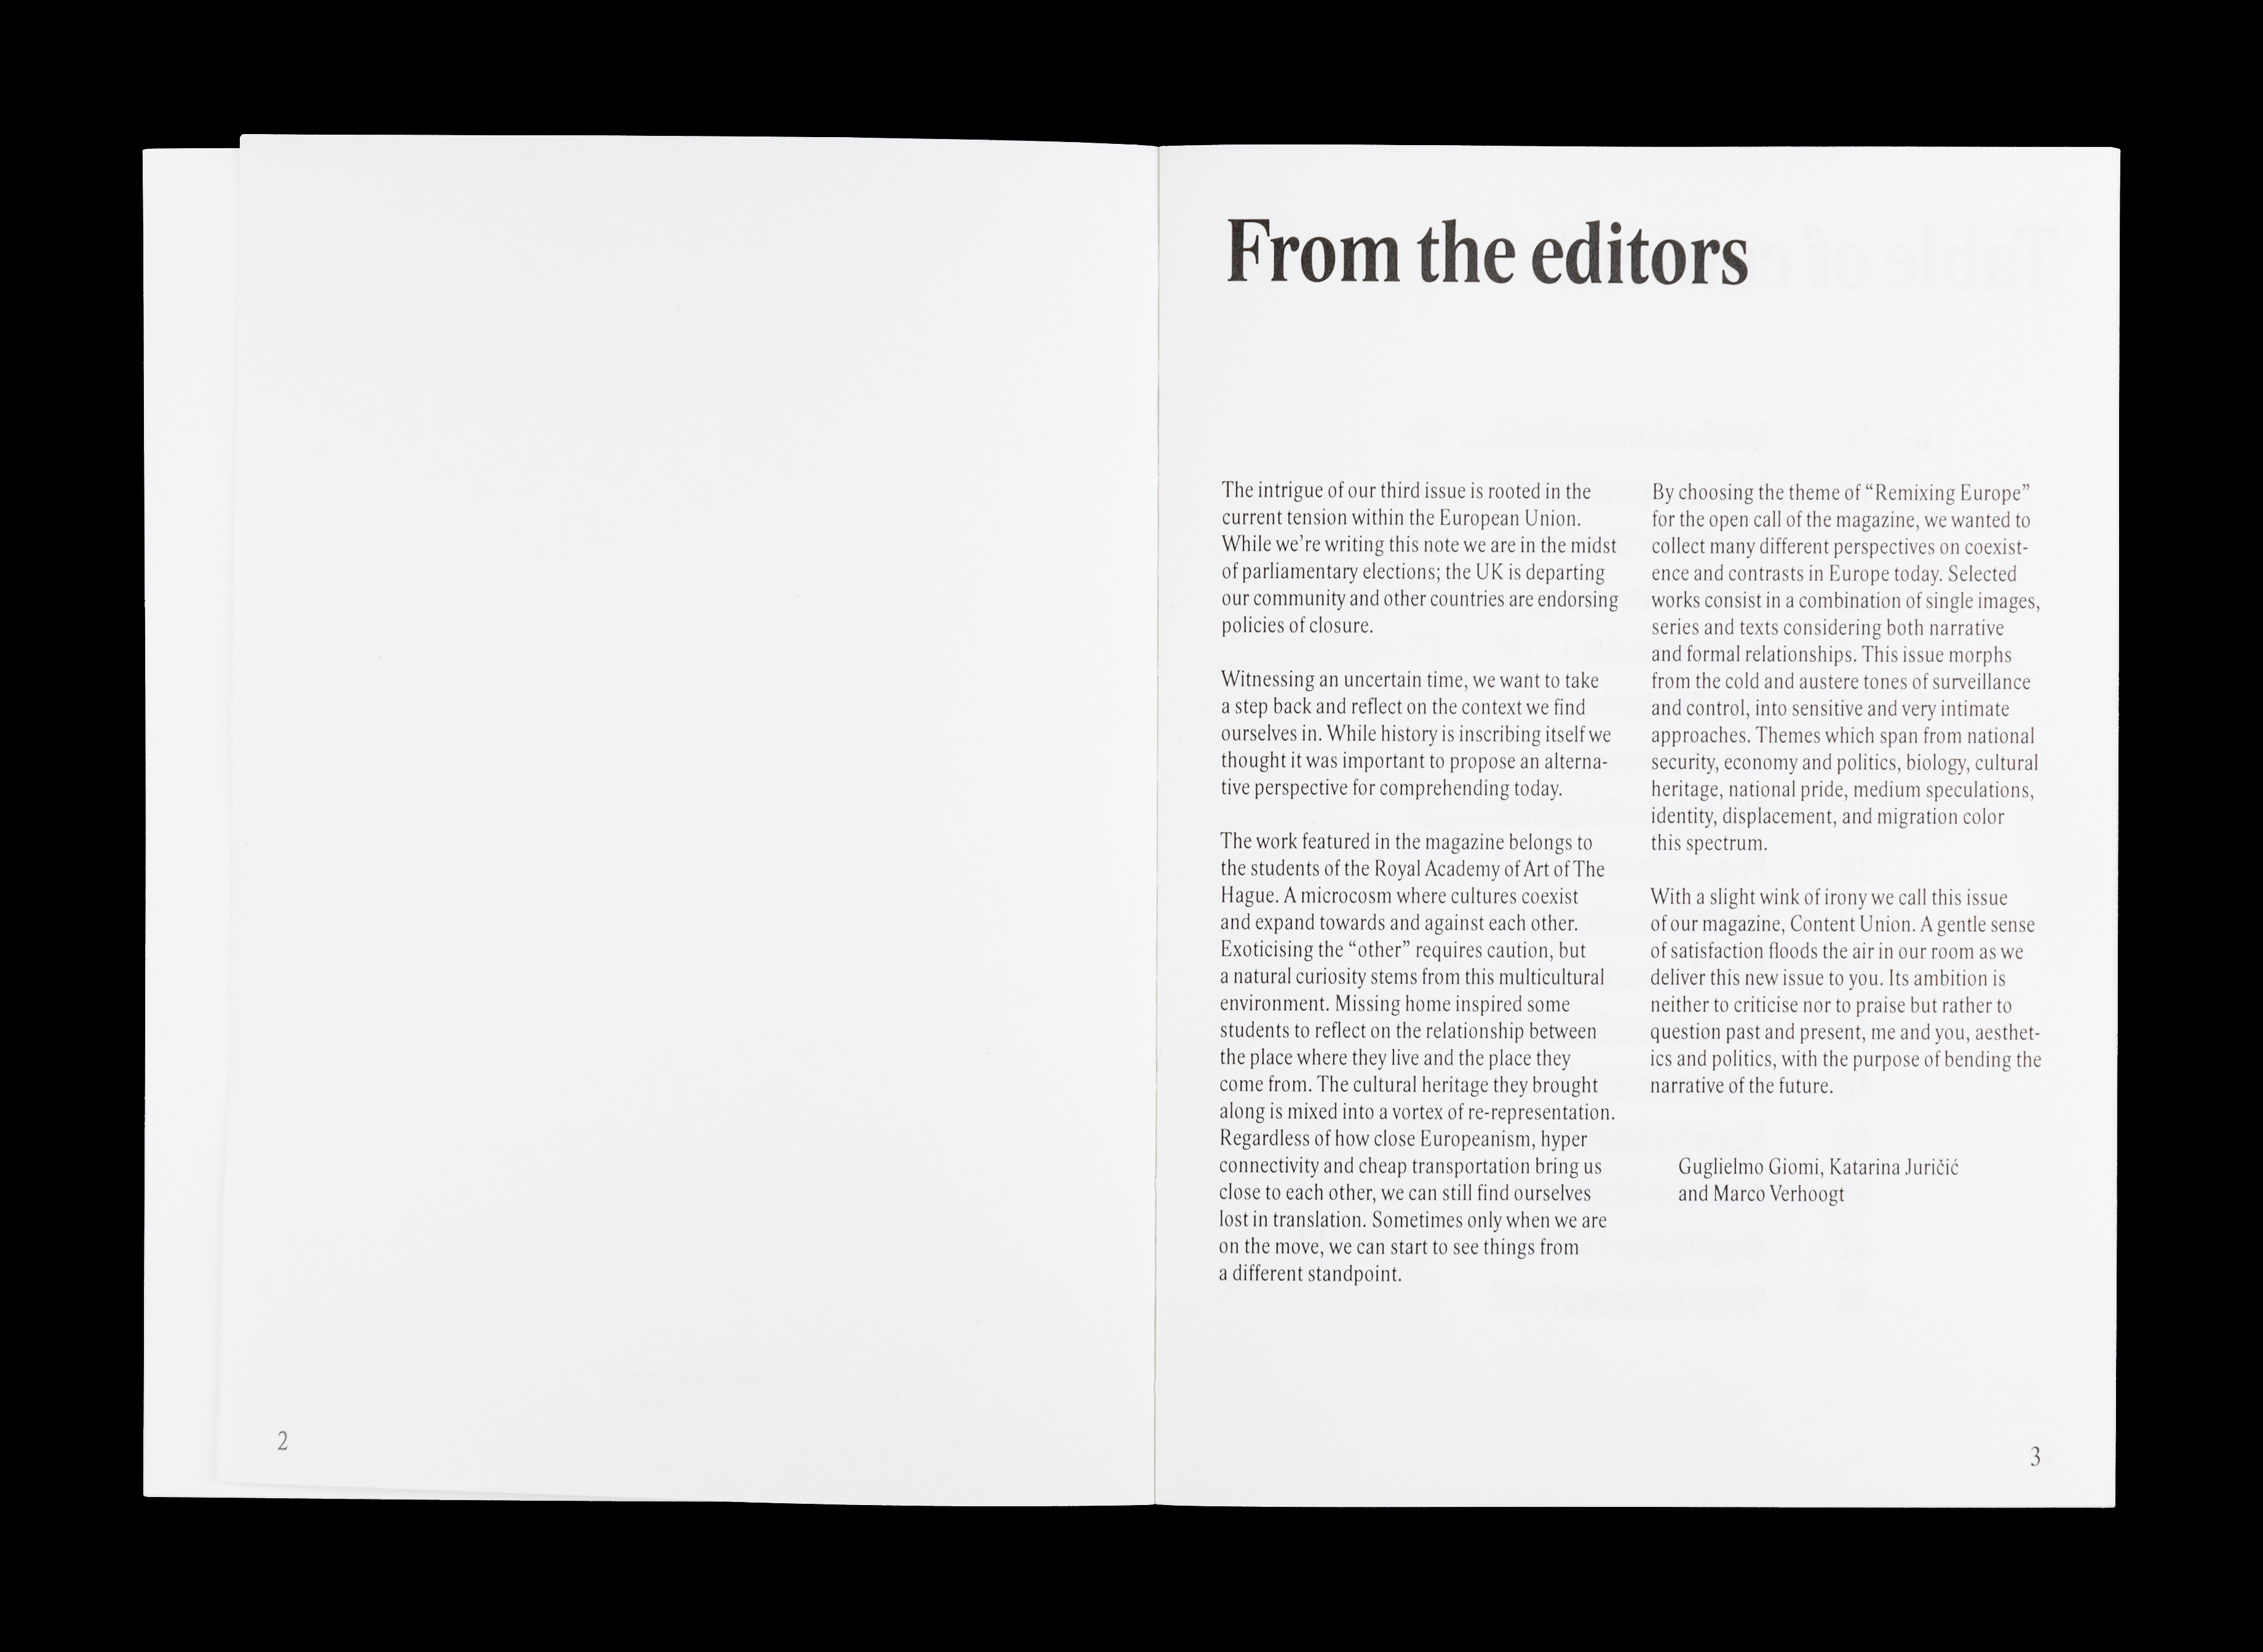 From the editors
The intrigue of our third issue is rooted in the
current tension within the European Union.
While we’re writing this note we are in the midst
of parliamentary elections; the UK is departing
our community and other countries are endorsing
policies of closure.
Witnessing an uncertain time, we want to take
a step back and reflect on the context we find
ourselves in. While history is inscribing itself we
thought it was important to propose an alterna-
tive perspective for comprehending today.
The work featured in the magazine belongs to
the students of the Royal Academy of Art of The
Hague. A microcosm where cultures coexist
and expand towards and against each other.
Exoticising the “other” requires caution, but
a natural curiosity stems from this multicultural
environment. Missing home inspired some
students to reflect on the relationship between
the place where they live and the place they
come from. The cultural heritage they brought
along is mixed into a vortex of re-representation.
Regardless of how close Europeanism, hyper
connectivity and cheap transportation bring us
close to each other, we can still find ourselves
lost in translation. Sometimes only when we are
on the move, we can start to see things from
a different standpoint.
By choosing the theme of “Remixing Europe”
for the open call of the magazine, we wanted to
collect many different perspectives on coexist-
ence and contrasts in Europe today. Selected
works consist in a combination of single images,
series and texts considering both narrative
and formal relationships. This issue morphs
from the cold and austere tones of surveillance
and control, into sensitive and very intimate
approaches. Themes which span from national
security, economy and politics, biology, cultural
heritage, national pride, medium speculations,
identity, displacement, and migration color
this spectrum.
With a slight wink of irony we call this issue
of our magazine, Content Union. A gentle sense
of satisfaction floods the air in our room as we
deliver this new issue to you. Its ambition is
neither to criticise nor to praise but rather to
question past and present, me and you, aesthet-
ics and politics, with the purpose of bending the
narrative of the future.
Guglielmo Giomi, Katarina Juričić
and Marco Verhoogt
2
3